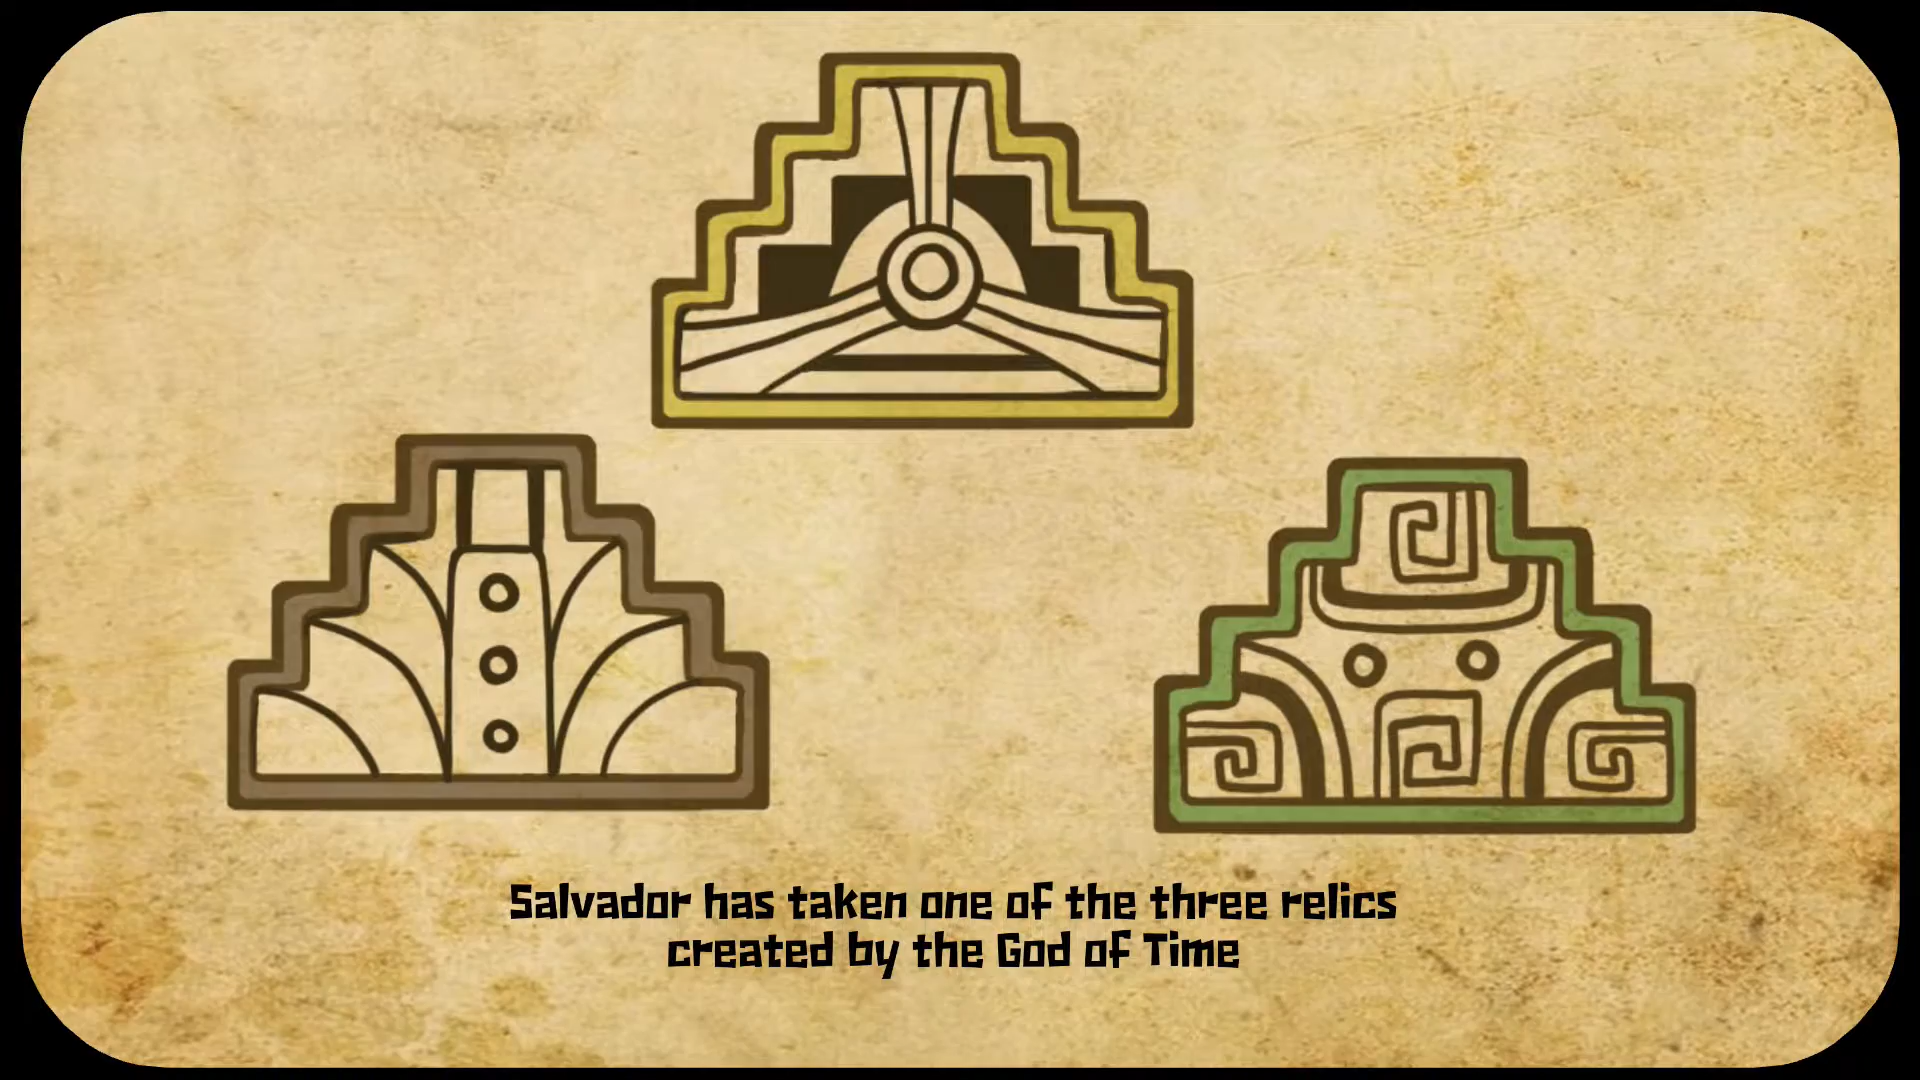 Salvador has taken one of the three relics
created by the God of Time